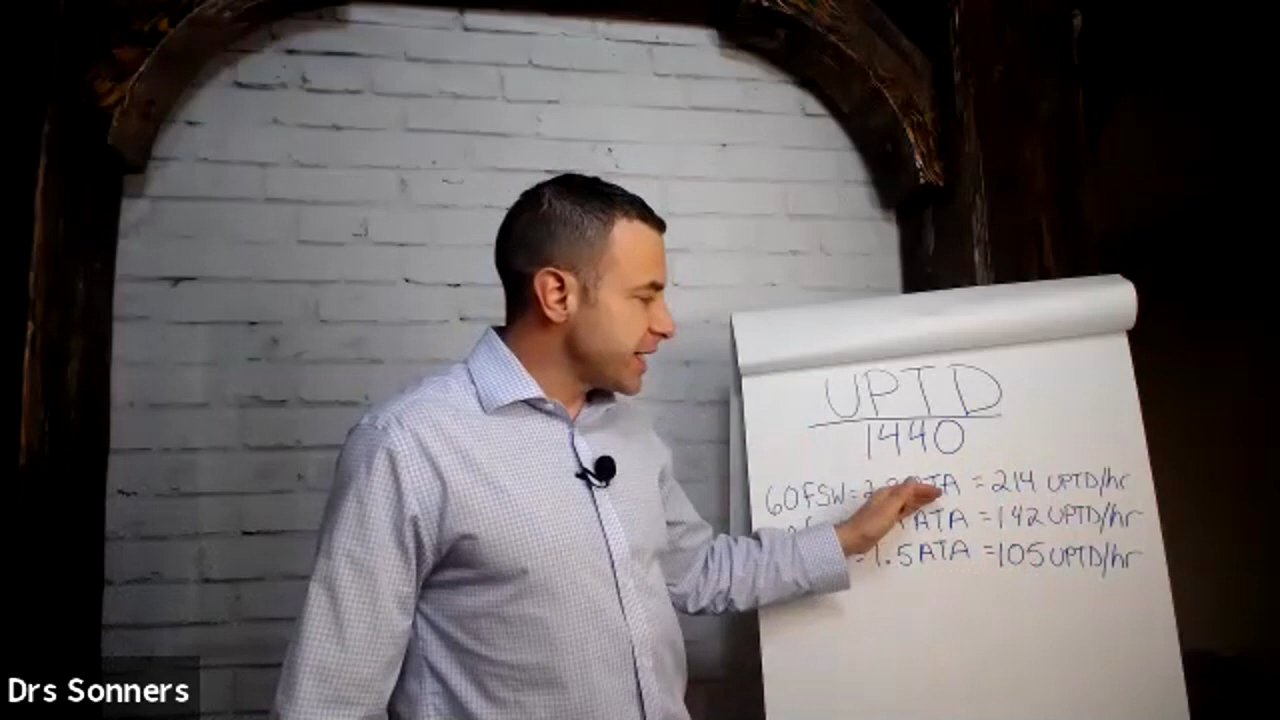 UPTD
1440
60FSW= ATA =214 UPTD/hr
ATA =142 UPTD/hr
=1.5 ATA =105 UPTD/hr
Drs Sonners